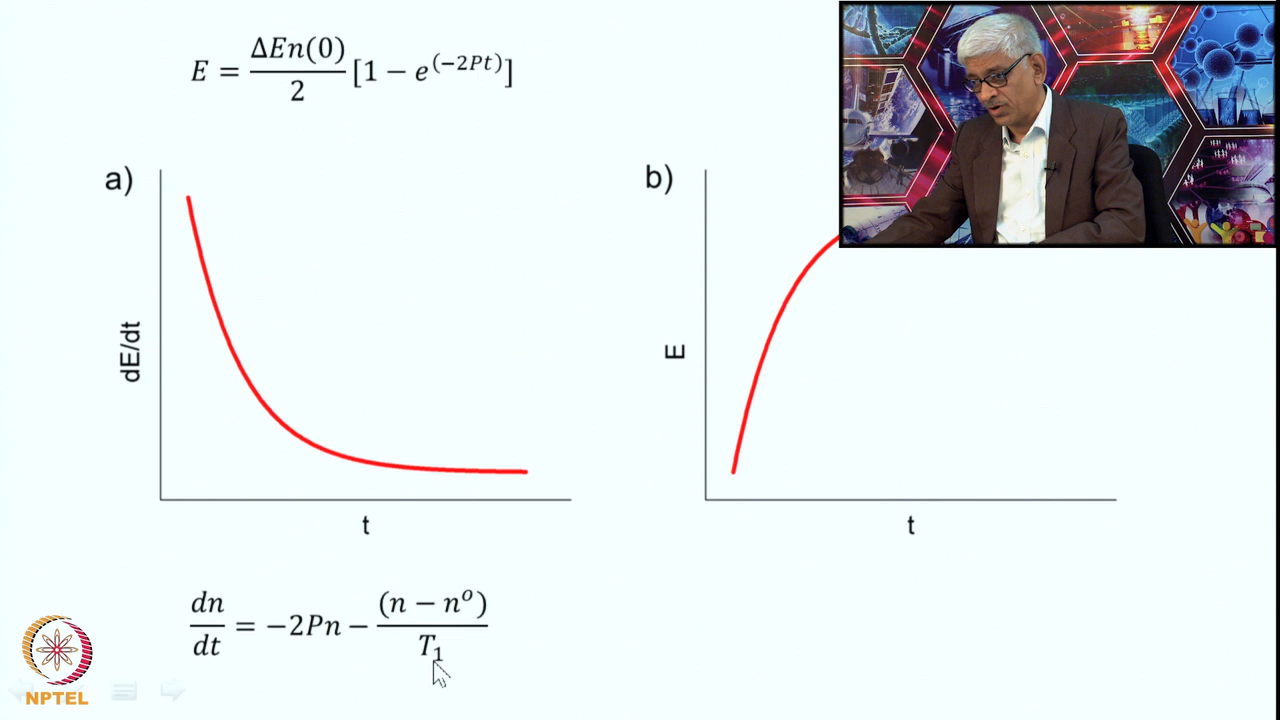 E = ΔEn(0)/2 [1 − e^(−2Pt)]
a)
b)
dE/dt
E
t
t
dn/dt = −2Pn − (n − n^o)/T_1
NPTEL